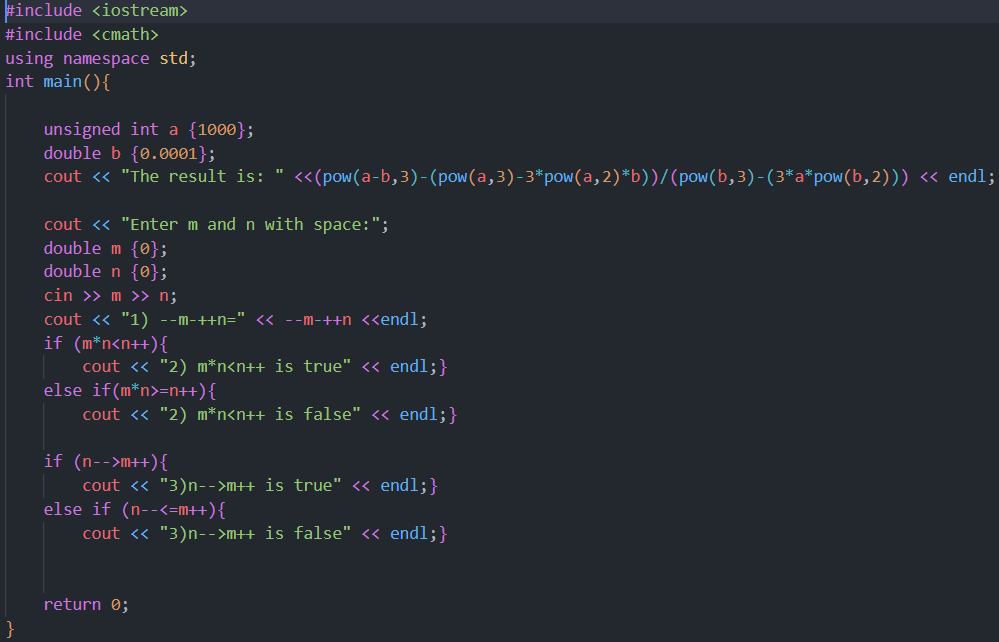 #include <iostream>
#include <cmath>
using namespace std;
int main(){
unsigned int a {1000};
double b {0.0001};
cout << "The result is: " <<(pow(a-b,3)-(pow(a,3)-3*pow(a,2)*b))/(pow(b,3)-(3*a*pow(b,2))) << endl;
cout << "Enter m and n with space:";
double m {0};
double n {0};
cin >> m >> n;
cout << "1) --m-++n=" << --m-++n <<endl;
if (m*n<n++){
cout << "2) m*n<n++ is true" << endl;}
else if(m*n>=n++){
cout << "2) m*n<n++ is false" << endl;}
if (n-->m++){
cout << "3)n-->m++ is true" << endl;}
else if (n--<=m++){
cout << "3)n-->m++ is false" << endl;}
return 0;
}